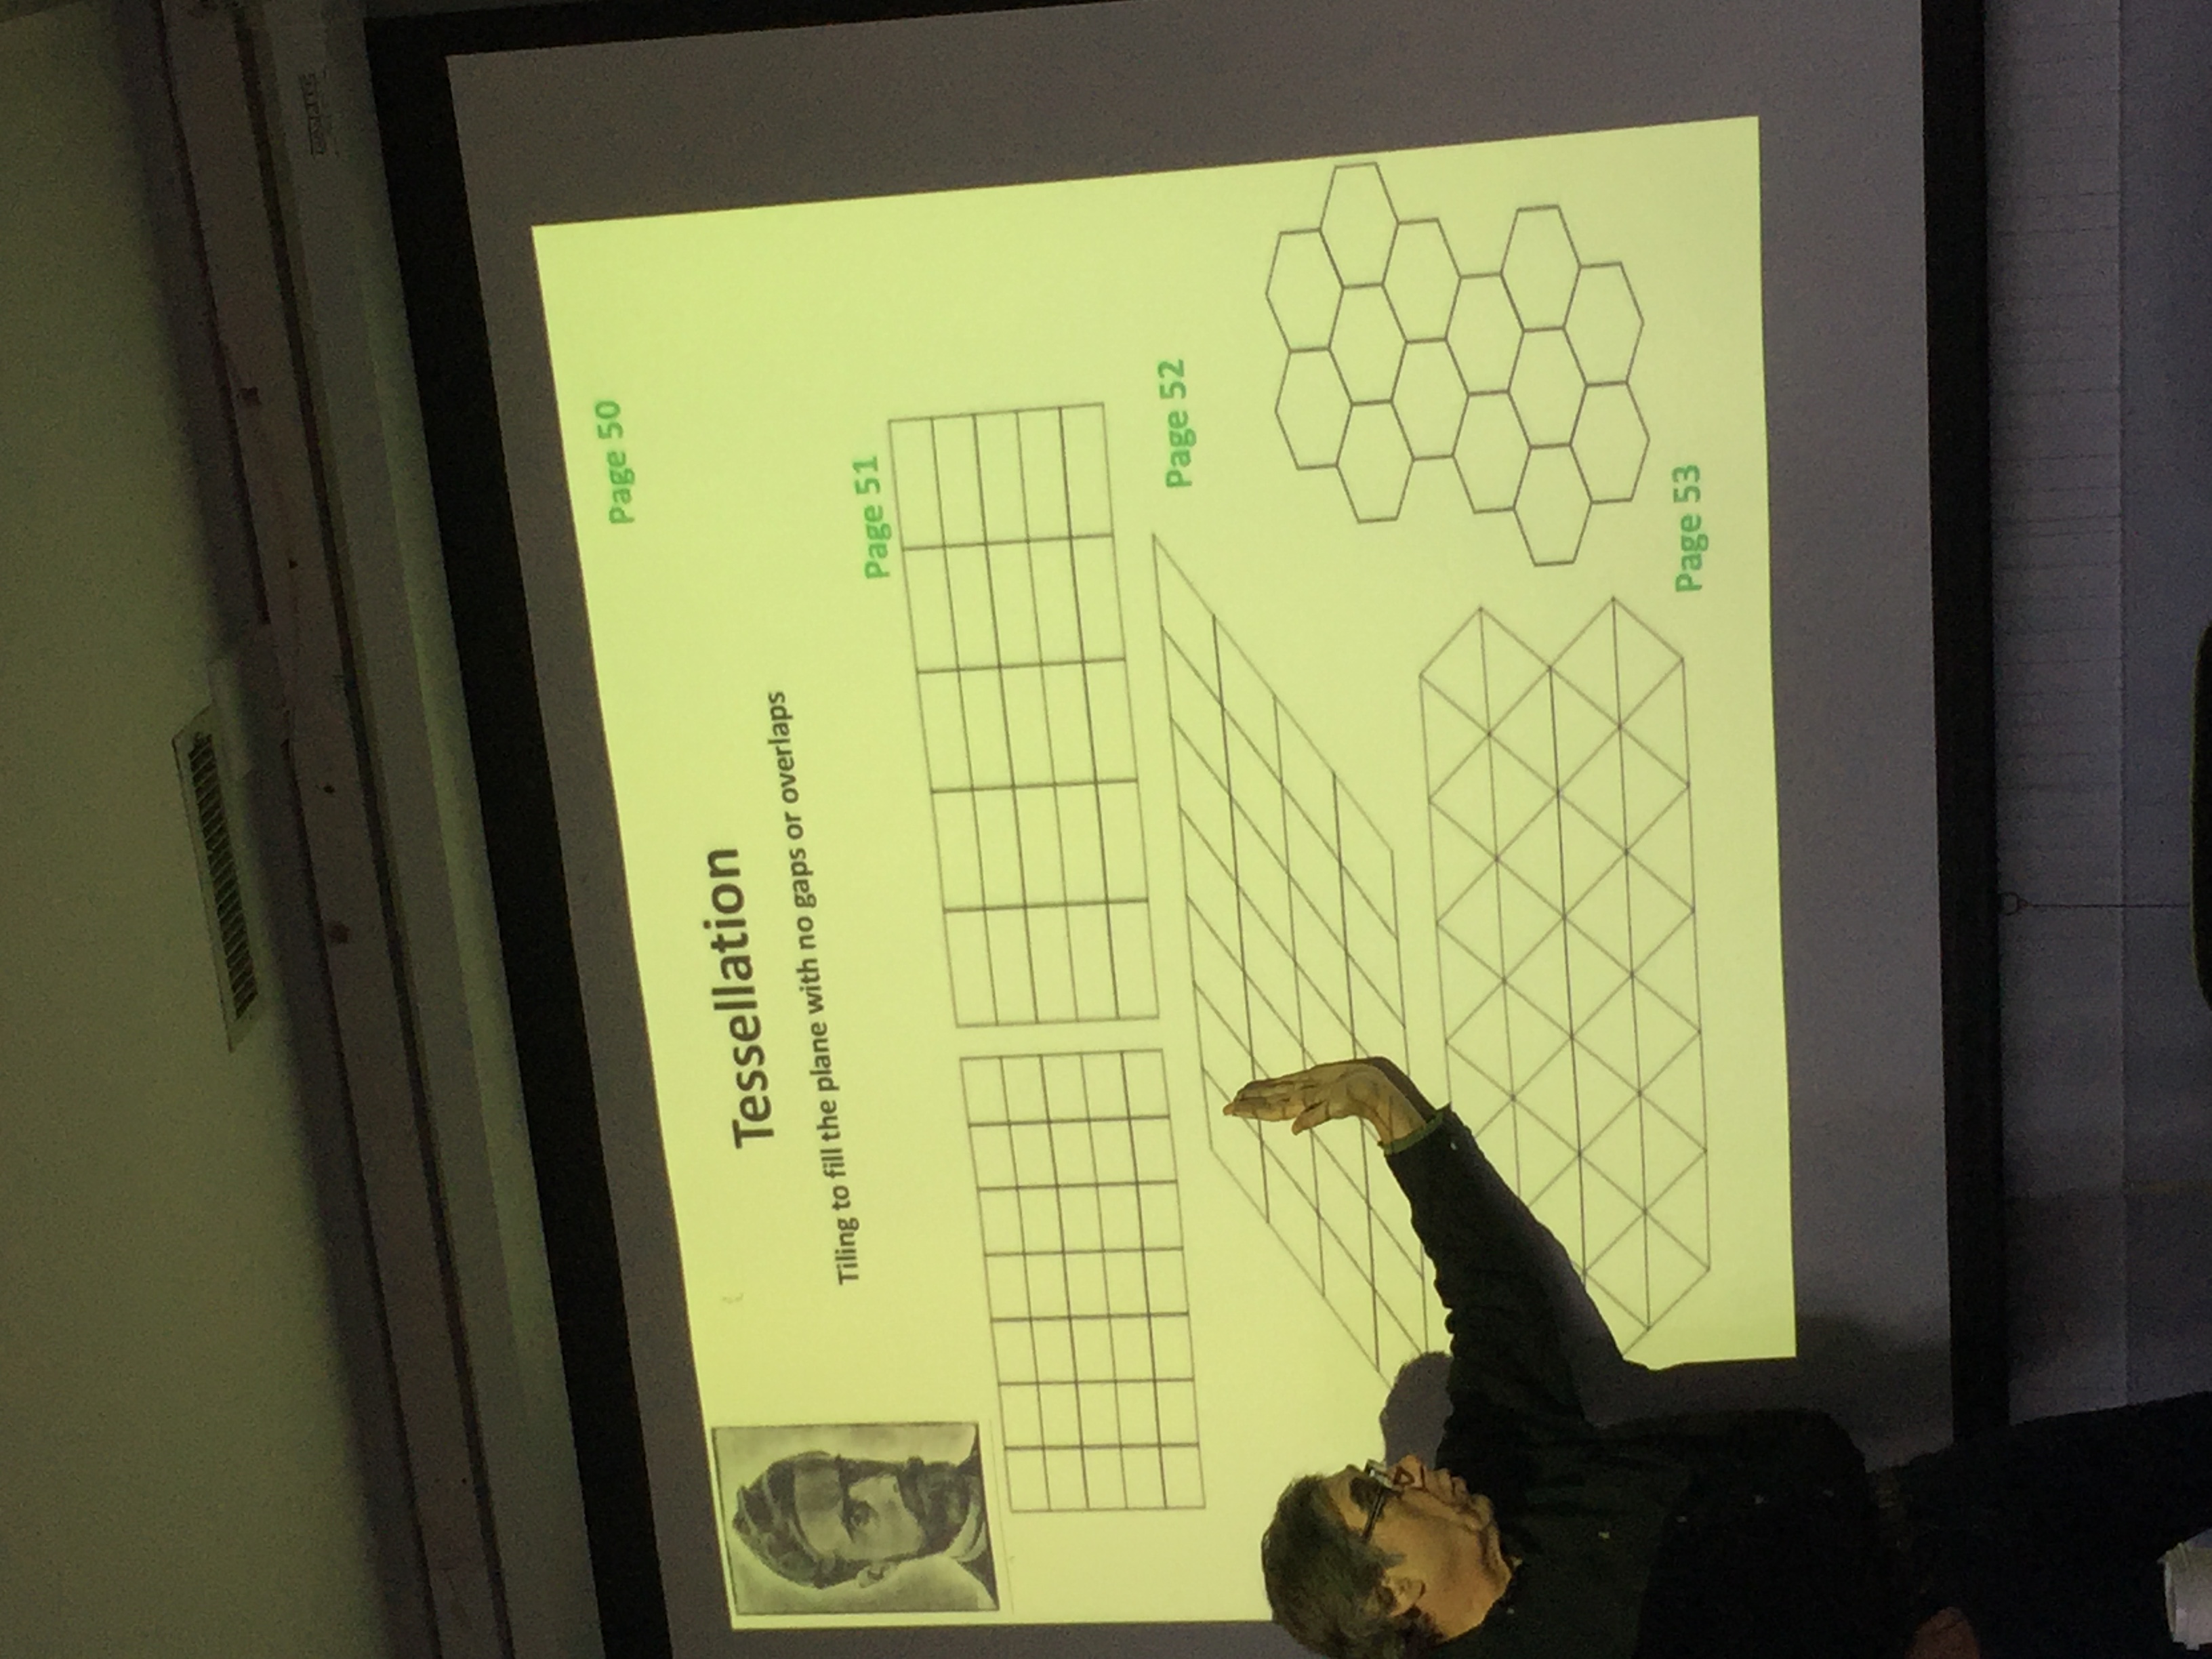 Page 50
Tessellation
Tiling to fill the plane with no gaps or overlaps
Page 51
Page 52
Page 53